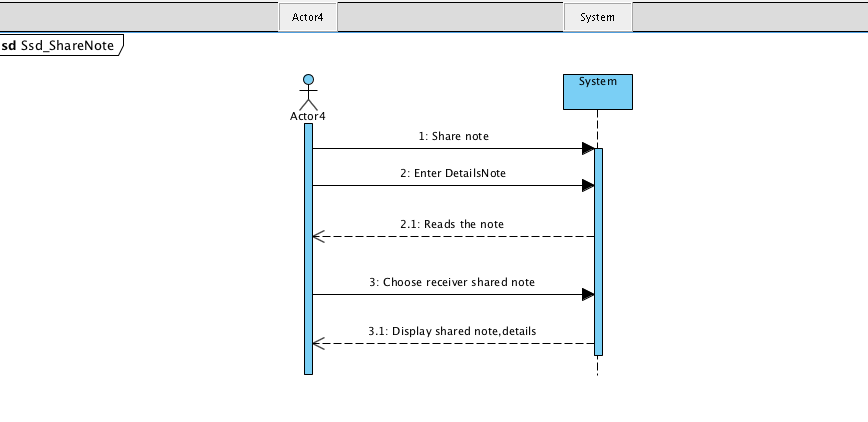 Actor4
System
sd Ssd_ShareNote
System
Actor4
1: Share note
2: Enter DetailsNote
2.1: Reads the note
3: Choose receiver shared note
3.1: Display shared note,details